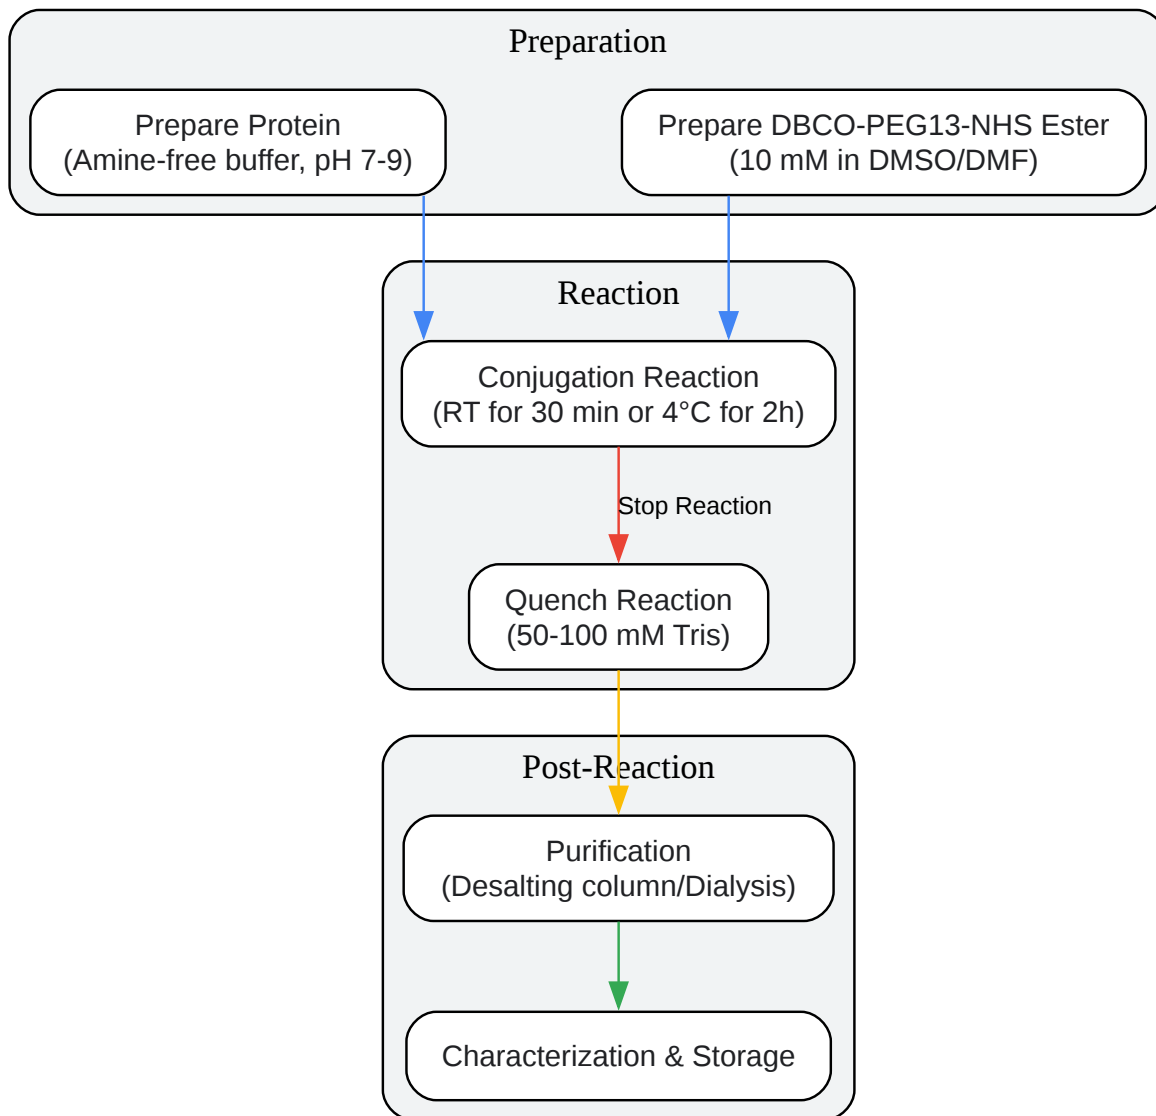 Preparation
Prepare Protein
(Amine-free buffer, pH 7-9)
Prepare DBCO-PEG13-NHS Ester
(10 mM in DMSO/DMF)
Reaction
Conjugation Reaction
(RT for 30 min or 4°C for 2h)
Stop Reaction
Quench Reaction
(50-100 mM Tris)
Post-Reaction
Purification
(Desalting column/Dialysis)
Characterization & Storage